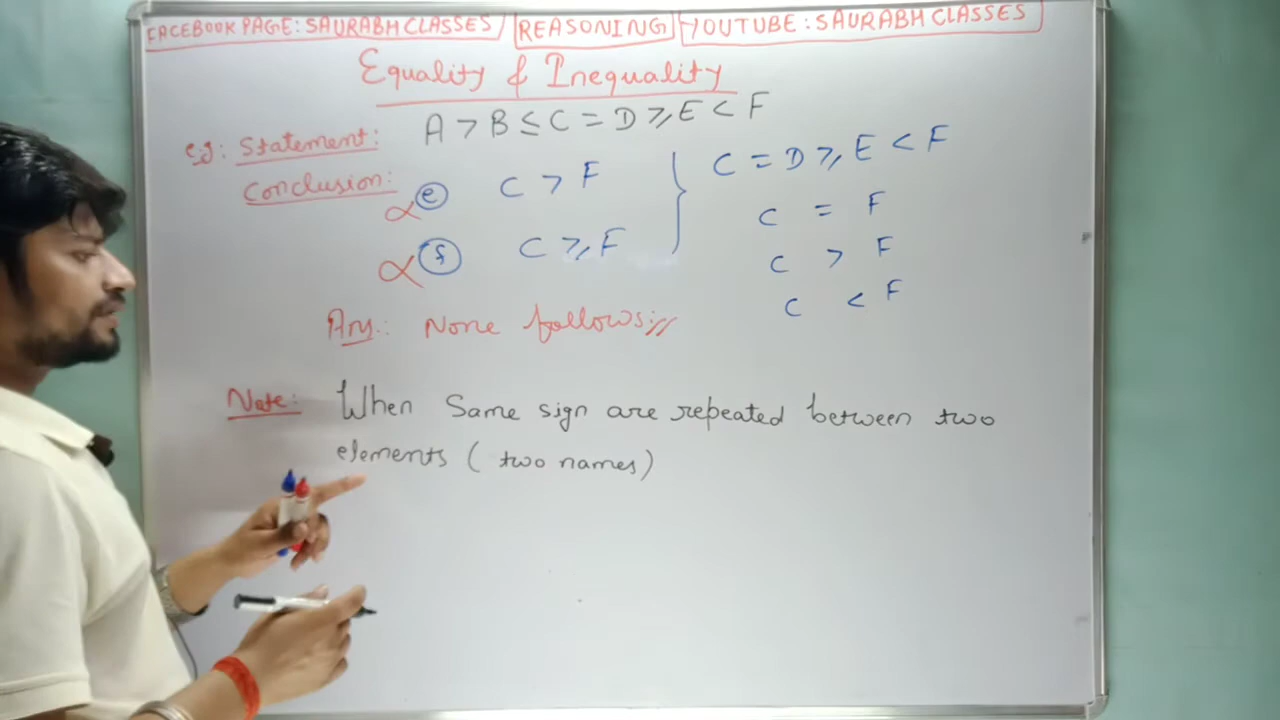 FACEBOOK PAGE: SAURABH CLASSES REASONING YOUTUBE: SAURABH CLASSES
Equality & Inequality
e.g: Statement: A > B ≤ C = D ≥ E < F
Conclusion: (e) C > F
(f) C ≥ F
C = D ≥ E < F
C = F
C > F
C < F
Ans.: None follows
Note: When Same sign are repeated between two
elements ( two names)